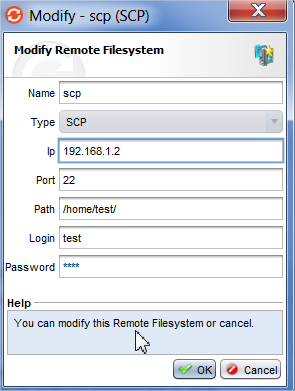 Modify - scp (SCP)
Modify Remote Filesystem
Name scp
Type SCP
Ip 192.168.1.2
Port 22
Path /home/test/
Login test
Password ****
Help
You can modify this Remote Filesystem or cancel.
OK Cancel